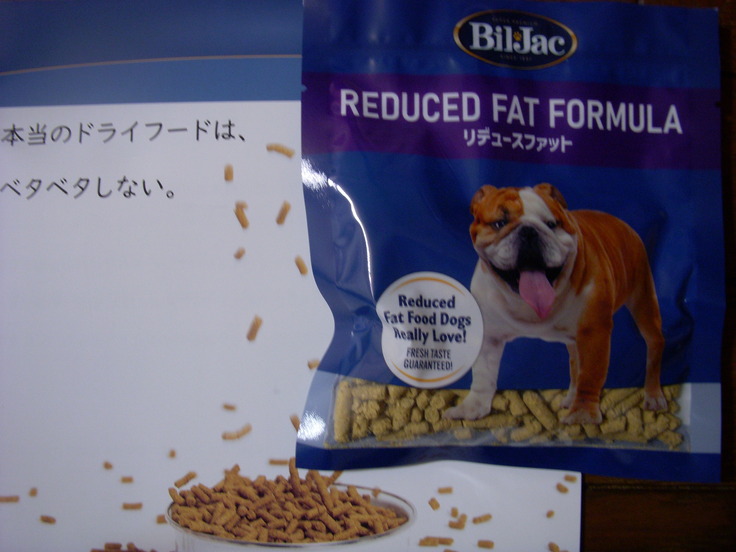 本当のドライフードは、
ベタベタしない。
Bil-Jac
REDUCED FAT FORMULA
リデュースファット
Reduced
Fat Food Dogs
Really Love!
FRESH TASTE
GUARANTEED!